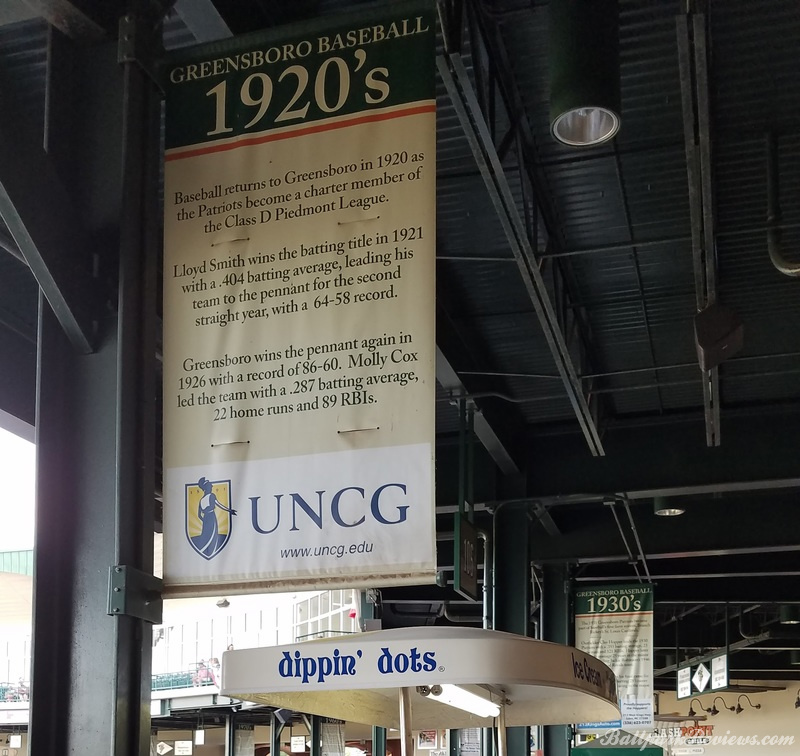 GREENSBORO BASEBALL
1920's
Baseball returns to Greensboro in 1920 as
the Patriots become a charter member of
the Class D Piedmont League.
Lloyd Smith wins the batting title in 1921
with a .404 batting average, leading his
team to the pennant for the second
straight year, with a 64-58 record.
Greensboro wins the pennant again in
1926 with a record of 86-60. Molly Cox
led the team with a .287 batting average,
22 home runs and 89 RBIs.
UNCG
www.uncg.edu
106
GREENSBORO BASEBALL
1930's
dippin' dots®
Ice Cream